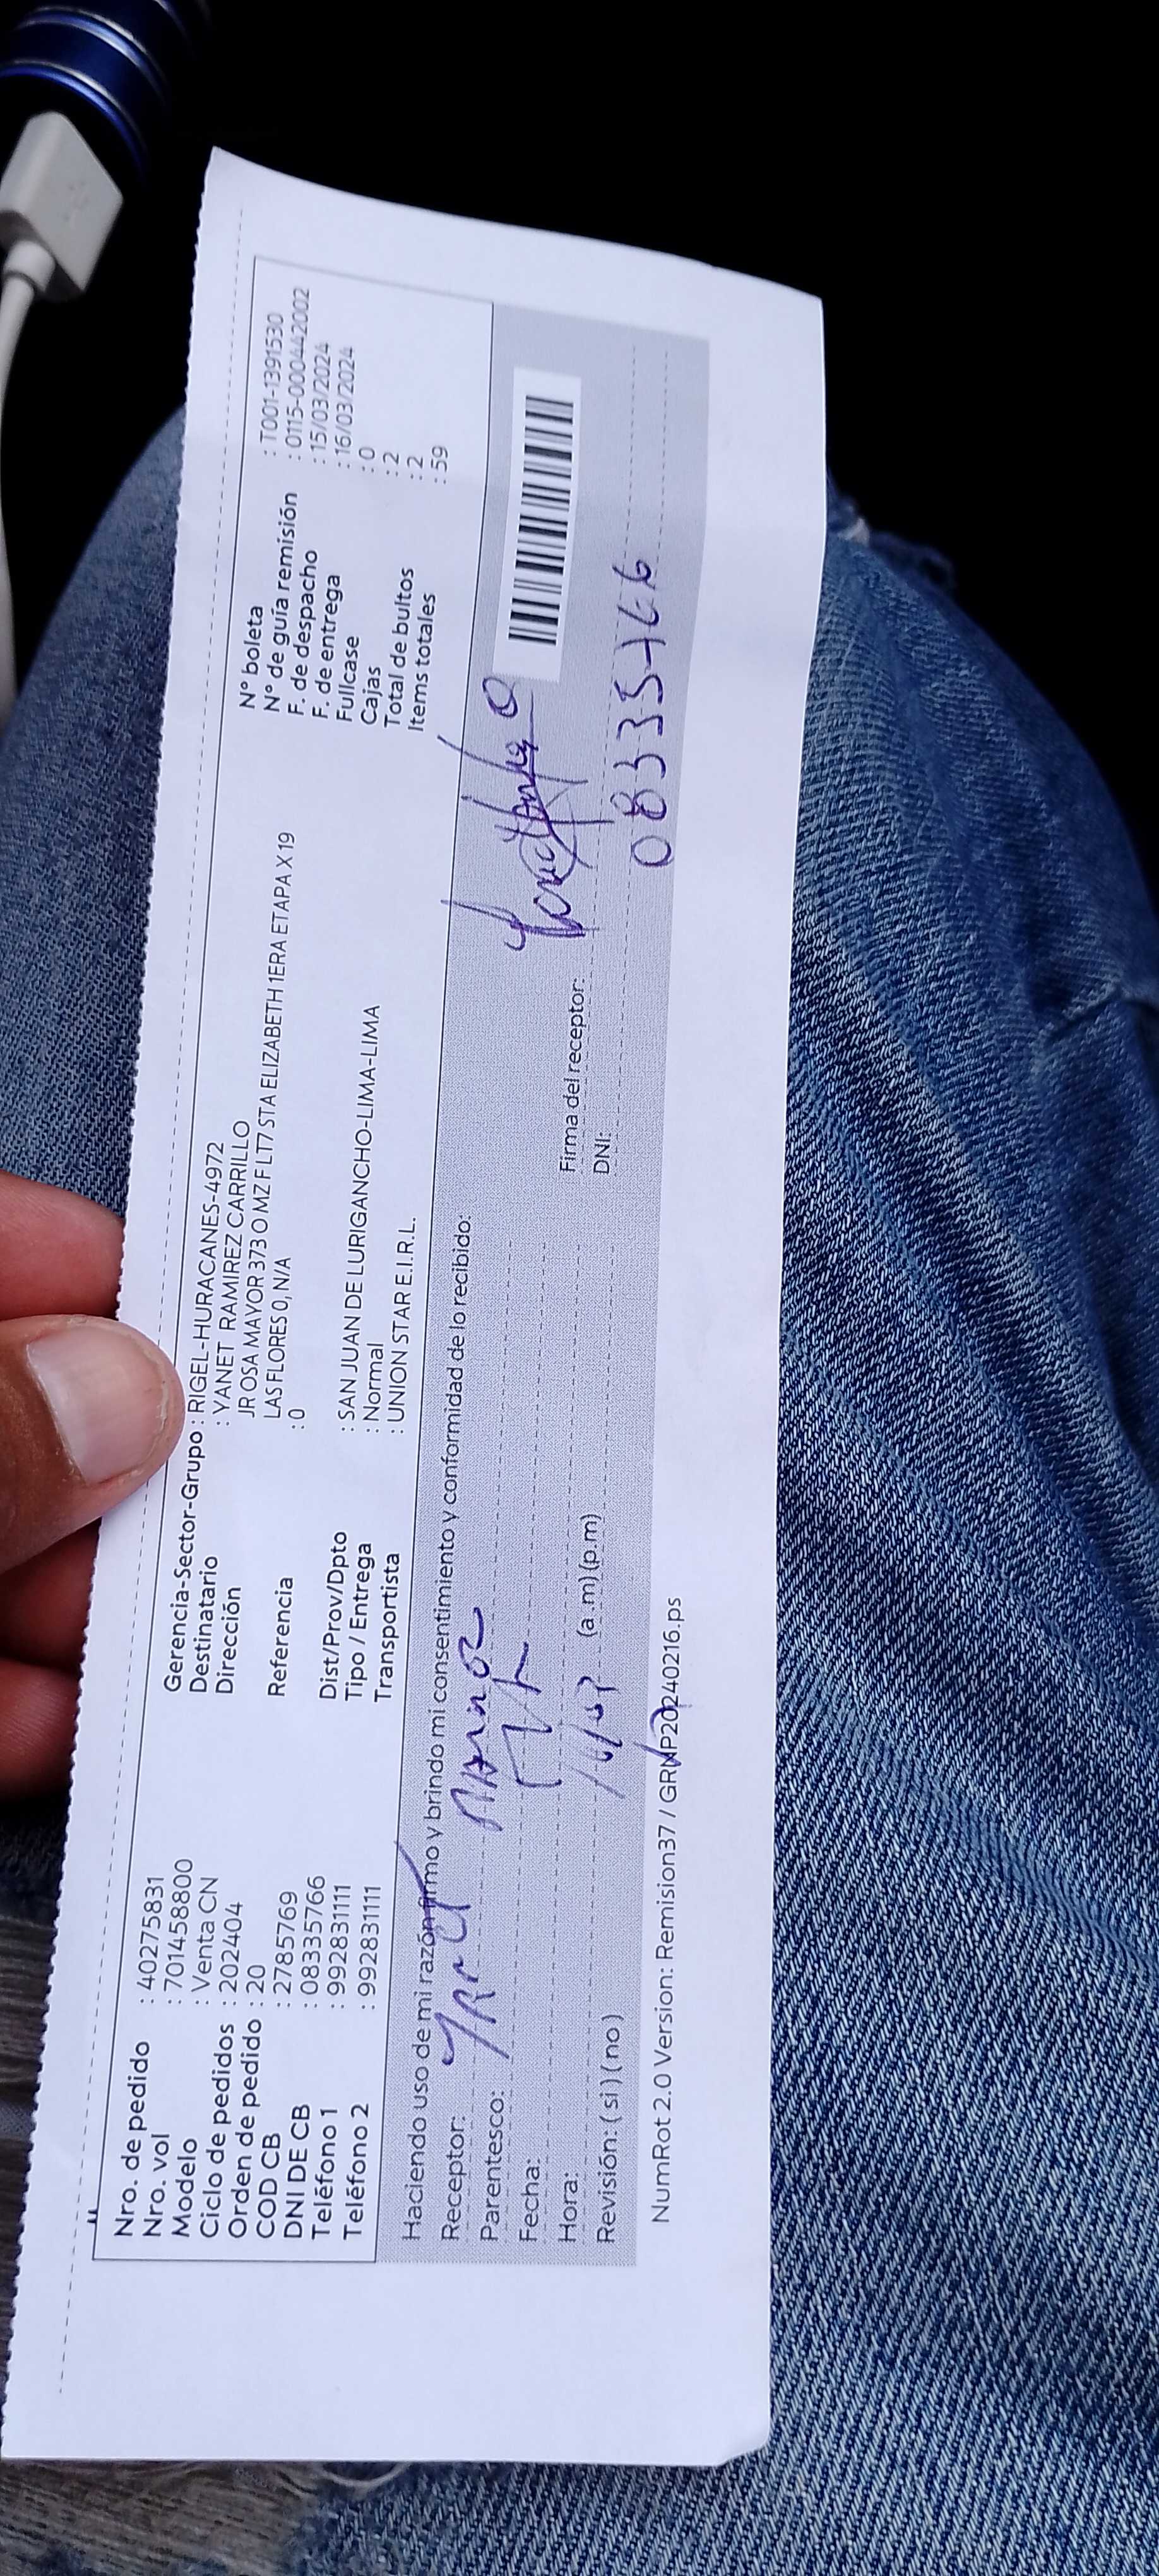 Nro. de pedido : 40275831
Nro. vol : 701458800
Modelo : Venta CN
Ciclo de pedidos : 202404
Orden de pedido : 20
COD CB : 2785769
DNI DE CB : 08335766
Teléfono 1 : 992831111
Teléfono 2 : 992831111
Gerencia-Sector-Grupo : RIGEL-HURACANES-4972
Destinatario : YANET RAMIREZ CARRILLO
Dirección JR OSA MAYOR 373 O MZ F LT7 STA ELIZABETH 1ERA ETAPA X 19
LAS FLORES 0, N/A
Referencia : 0
Dist/Prov/Dpto : SAN JUAN DE LURIGANCHO-LIMA-LIMA
Tipo / Entrega : Normal
Transportista : UNION STAR E.I.R.L.
N° boleta : T001-1391530
N° de guía remisión : 0115-0004442002
F. de despacho : 15/03/2024
F. de entrega : 16/03/2024
Fullcase : 0
Cajas : 2
Total de bultos : 2
Items totales : 59
Haciendo uso de mi razón firmo y brindo mi consentimiento y conformidad de lo recibido:
Receptor:
Parentesco:
Fecha:
Hora: (a.m) (p.m)
Revisión: ( si ) ( no )
Firma del receptor:
DNI: 08335766
NumRot 2.0 Version: Remision37 / GRNP20240216.ps